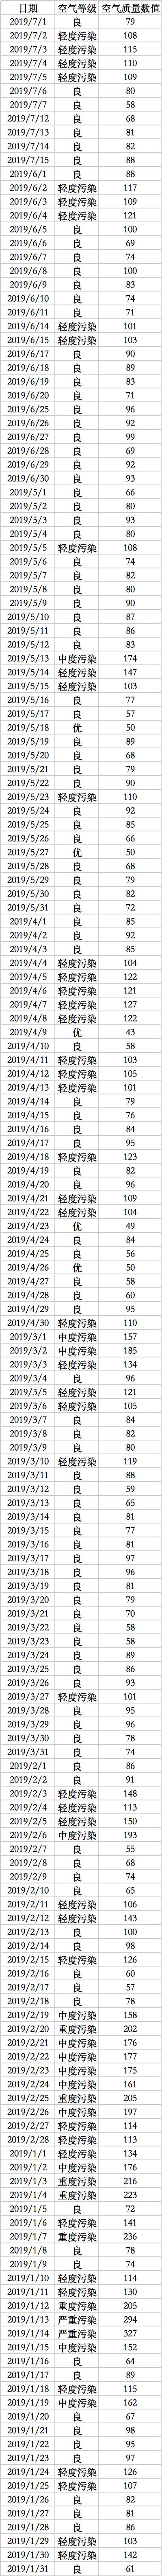 日期 空气等级 空气质量数值
2019/7/1 良 79
2019/7/2 轻度污染 108
2019/7/3 轻度污染 115
2019/7/4 轻度污染 110
2019/7/5 轻度污染 109
2019/7/6 良 80
2019/7/7 良 58
2019/7/12 良 68
2019/7/13 良 81
2019/7/14 良 82
2019/7/15 良 88
2019/6/1 良 88
2019/6/2 轻度污染 117
2019/6/3 轻度污染 109
2019/6/4 轻度污染 121
2019/6/5 良 100
2019/6/6 良 69
2019/6/7 良 74
2019/6/8 良 100
2019/6/9 良 83
2019/6/10 良 74
2019/6/11 良 71
2019/6/14 轻度污染 101
2019/6/15 轻度污染 103
2019/6/17 良 90
2019/6/18 良 89
2019/6/19 良 83
2019/6/20 良 71
2019/6/25 良 96
2019/6/26 良 92
2019/6/27 良 99
2019/6/28 良 69
2019/6/29 良 92
2019/6/30 良 93
2019/5/1 良 66
2019/5/2 良 80
2019/5/3 良 93
2019/5/4 良 80
2019/5/5 轻度污染 108
2019/5/6 良 74
2019/5/7 良 82
2019/5/8 良 80
2019/5/9 良 90
2019/5/10 良 87
2019/5/11 良 86
2019/5/12 良 83
2019/5/13 中度污染 174
2019/5/14 轻度污染 147
2019/5/15 轻度污染 103
2019/5/16 良 77
2019/5/17 良 57
2019/5/18 优 50
2019/5/19 良 89
2019/5/20 良 68
2019/5/21 良 79
2019/5/22 良 90
2019/5/23 轻度污染 110
2019/5/24 良 92
2019/5/25 良 85
2019/5/26 良 66
2019/5/27 优 50
2019/5/28 良 68
2019/5/29 良 79
2019/5/30 良 82
2019/5/31 良 72
2019/4/1 良 85
2019/4/2 良 92
2019/4/3 良 85
2019/4/4 轻度污染 104
2019/4/5 轻度污染 122
2019/4/6 轻度污染 121
2019/4/7 轻度污染 127
2019/4/8 轻度污染 122
2019/4/9 优 43
2019/4/10 良 58
2019/4/11 轻度污染 103
2019/4/12 轻度污染 105
2019/4/13 轻度污染 101
2019/4/14 良 79
2019/4/15 良 76
2019/4/16 良 84
2019/4/17 良 95
2019/4/18 轻度污染 123
2019/4/19 良 82
2019/4/20 良 96
2019/4/21 轻度污染 109
2019/4/22 轻度污染 104
2019/4/23 优 49
2019/4/24 良 84
2019/4/25 良 56
2019/4/26 优 50
2019/4/27 良 58
2019/4/28 良 60
2019/4/29 良 95
2019/4/30 轻度污染 110
2019/3/1 中度污染 157
2019/3/2 中度污染 185
2019/3/3 轻度污染 134
2019/3/4 良 96
2019/3/5 轻度污染 121
2019/3/6 轻度污染 105
2019/3/7 良 84
2019/3/8 良 82
2019/3/9 良 80
2019/3/10 轻度污染 119
2019/3/11 良 88
2019/3/12 良 59
2019/3/13 良 65
2019/3/14 良 81
2019/3/15 良 77
2019/3/16 良 81
2019/3/17 良 97
2019/3/18 良 96
2019/3/19 良 81
2019/3/20 良 79
2019/3/21 良 70
2019/3/22 良 58
2019/3/23 良 58
2019/3/24 良 89
2019/3/25 良 86
2019/3/26 良 93
2019/3/27 轻度污染 101
2019/3/28 良 95
2019/3/29 良 96
2019/3/30 良 78
2019/3/31 良 74
2019/2/1 良 86
2019/2/2 良 91
2019/2/3 轻度污染 148
2019/2/4 轻度污染 113
2019/2/5 轻度污染 150
2019/2/6 中度污染 193
2019/2/7 良 55
2019/2/8 良 68
2019/2/9 良 74
2019/2/10 良 65
2019/2/11 轻度污染 106
2019/2/12 轻度污染 143
2019/2/13 良 100
2019/2/14 良 98
2019/2/15 轻度污染 126
2019/2/16 良 60
2019/2/17 良 57
2019/2/18 良 78
2019/2/19 中度污染 158
2019/2/20 重度污染 202
2019/2/21 中度污染 176
2019/2/22 中度污染 177
2019/2/23 中度污染 175
2019/2/24 中度污染 161
2019/2/25 重度污染 205
2019/2/26 中度污染 197
2019/2/27 轻度污染 114
2019/2/28 轻度污染 113
2019/1/1 轻度污染 134
2019/1/2 中度污染 176
2019/1/3 重度污染 216
2019/1/4 重度污染 223
2019/1/5 良 72
2019/1/6 轻度污染 141
2019/1/7 重度污染 236
2019/1/8 良 78
2019/1/9 良 74
2019/1/10 轻度污染 114
2019/1/11 轻度污染 130
2019/1/12 重度污染 205
2019/1/13 严重污染 294
2019/1/14 严重污染 327
2019/1/15 中度污染 152
2019/1/16 良 64
2019/1/17 良 89
2019/1/18 轻度污染 115
2019/1/19 中度污染 162
2019/1/20 良 67
2019/1/21 良 98
2019/1/22 良 95
2019/1/23 良 97
2019/1/24 轻度污染 126
2019/1/25 轻度污染 107
2019/1/26 良 82
2019/1/27 良 81
2019/1/28 良 86
2019/1/29 轻度污染 103
2019/1/30 轻度污染 142
2019/1/31 良 61